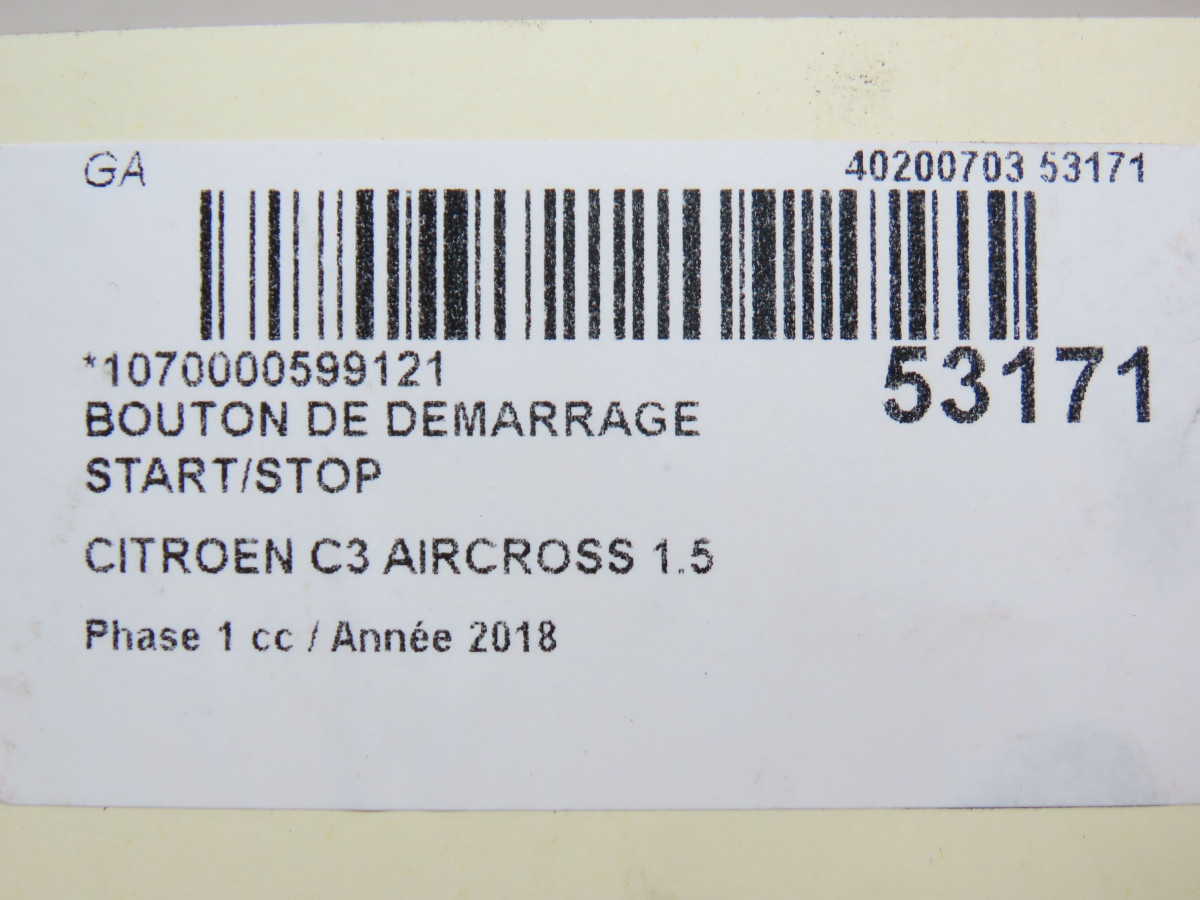 GA 40200703 53171
*1070000599121
53171
BOUTON DE DEMARRAGE
START/STOP
CITROEN C3 AIRCROSS 1.5
Phase 1 cc / Année 2018